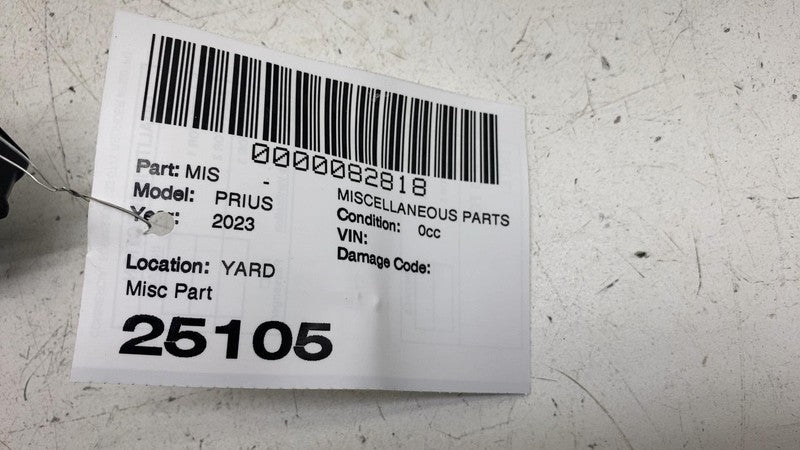 0000082818
Part: MIS -
MISCELLANEOUS PARTS
Model: PRIUS
Condition: 0cc
Year: 2023
VIN:
Damage Code:
Location: YARD
Misc Part
25105